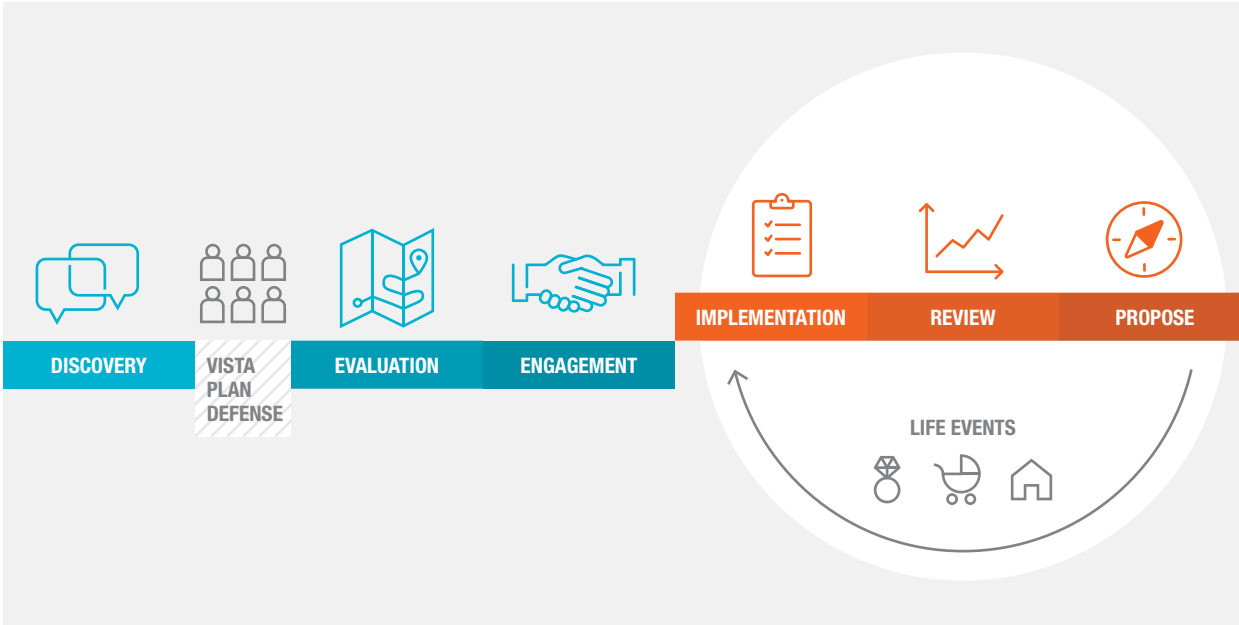 DISCOVERY
VISTA
PLAN
DEFENSE
EVALUATION
ENGAGEMENT
IMPLEMENTATION
REVIEW
PROPOSE
LIFE EVENTS